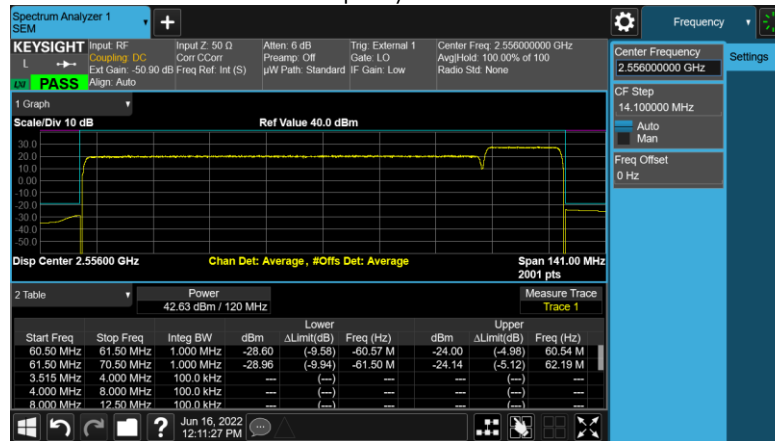 Spectrum Analyzer 1
SEM
Frequency
KEYSIGHT Input: RF Input Z: 50 Ω Atten: 6 dB Trig: External 1 Center Freq: 2.556000000 GHz
L Coupling: DC Corr CCorr Preamp: Off Gate: LO Avg|Hold: 100.00% of 100
Ext Gain: -50.90 dB Freq Ref: Int (S) µW Path: Standard IF Gain: Low Radio Std: None
LXI PASS Align: Auto
Center Frequency
2.556000000 GHz
Settings
CF Step
14.100000 MHz
Auto
Man
Freq Offset
0 Hz
1 Graph
Scale/Div 10 dB Ref Value 40.0 dBm
30.0
20.0
10.0
0.00
-10.0
-20.0
-30.0
-40.0
-50.0
Disp Center 2.55600 GHz Chan Det: Average, #Offs Det: Average Span 141.00 MHz
2001 pts
2 Table Power Measure Trace
42.63 dBm / 120 MHz Trace 1
Lower Upper
Start Freq Stop Freq Integ BW dBm ΔLimit(dB) Freq (Hz) dBm ΔLimit(dB) Freq (Hz)
60.50 MHz 61.50 MHz 1.000 MHz -28.60 (-9.58) -60.57 M -24.00 (-4.98) 60.54 M
61.50 MHz 70.50 MHz 1.000 MHz -28.96 (-9.94) -61.50 M -24.14 (-5.12) 62.19 M
3.515 MHz 4.000 MHz 100.0 kHz --- (---) --- --- (---) ---
4.000 MHz 8.000 MHz 100.0 kHz --- (---) --- --- (---) ---
8.000 MHz 12.50 MHz 100.0 kHz --- (---) --- --- (---) ---
? Jun 16, 2022
12:11:27 PM